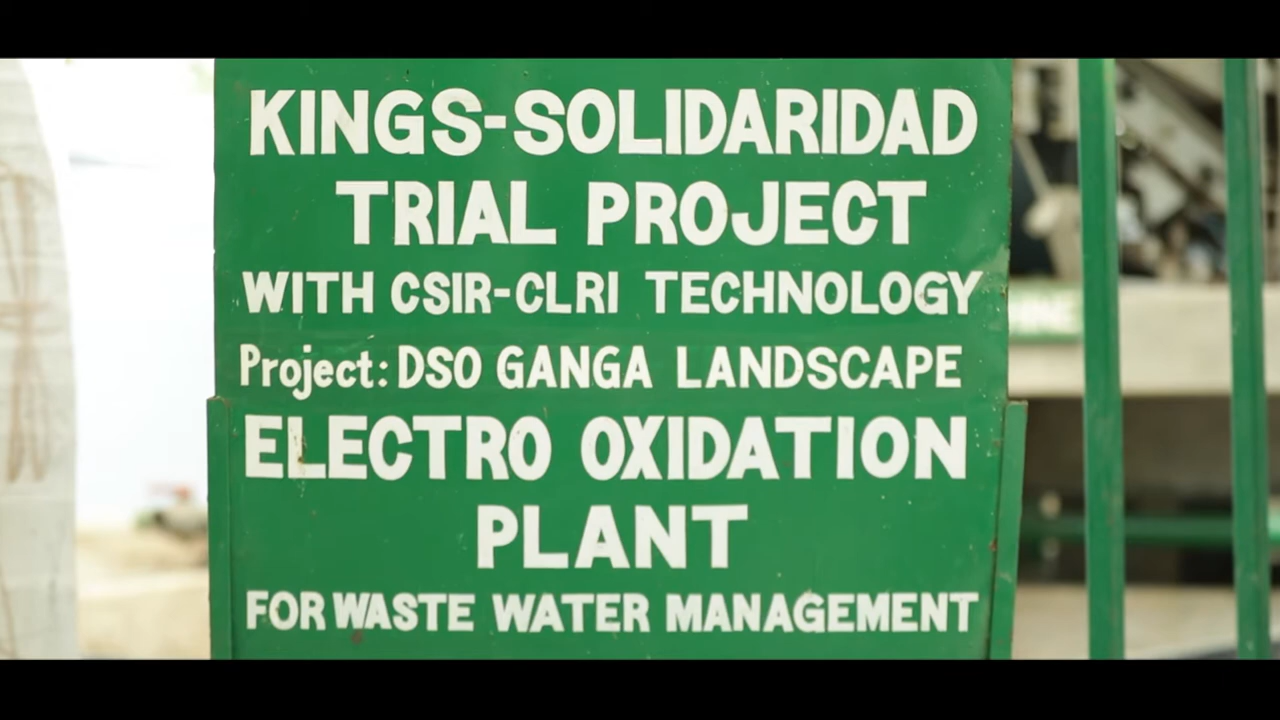 KINGS-SOLIDARIDAD
TRIAL PROJECT
WITH CSIR-CLRI TECHNOLOGY
Project: DSO GANGA LANDSCAPE
ELECTRO OXIDATION
PLANT
FOR WASTE WATER MANAGEMENT